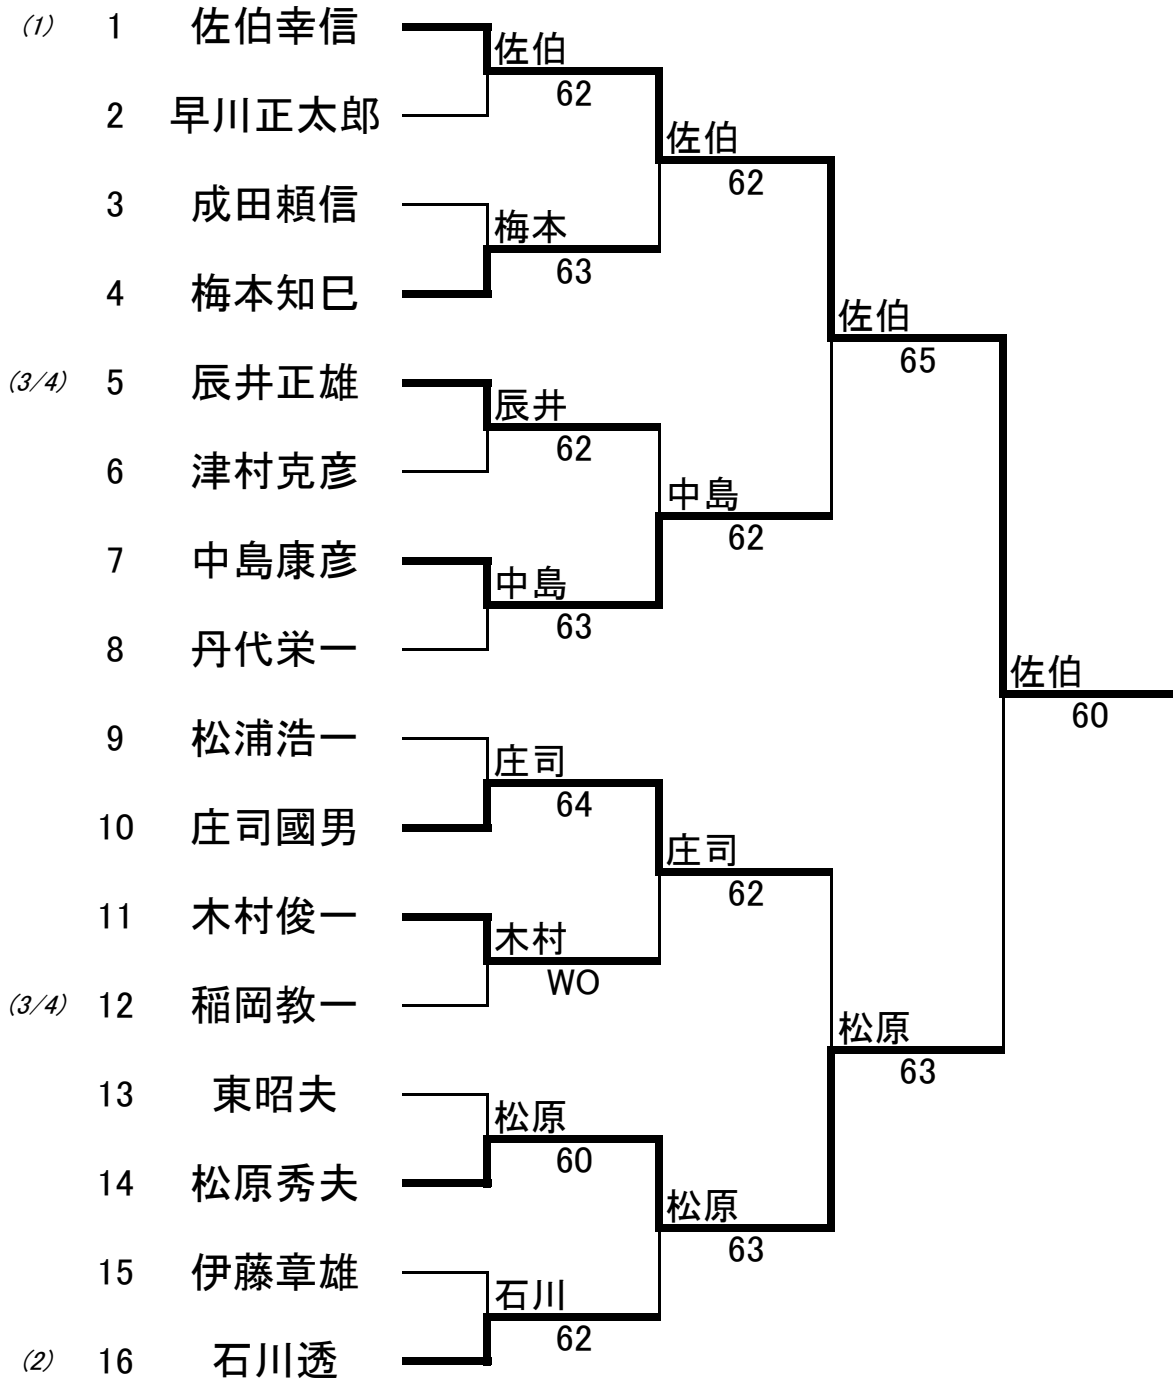 (1) 1 佐伯幸信
佐伯
62
2 早川正太郎
佐伯
62
3 成田頼信
梅本
63
4 梅本知巳
佐伯
65
(3/4) 5 辰井正雄
辰井
62
6 津村克彦
中島
62
7 中島康彦
中島
63
8 丹代栄一
佐伯
60
9 松浦浩一
庄司
64
10 庄司國男
庄司
62
11 木村俊一
木村
WO
(3/4) 12 稲岡教一
松原
63
13 東昭夫
松原
60
14 松原秀夫
松原
63
15 伊藤章雄
石川
62
(2) 16 石川透